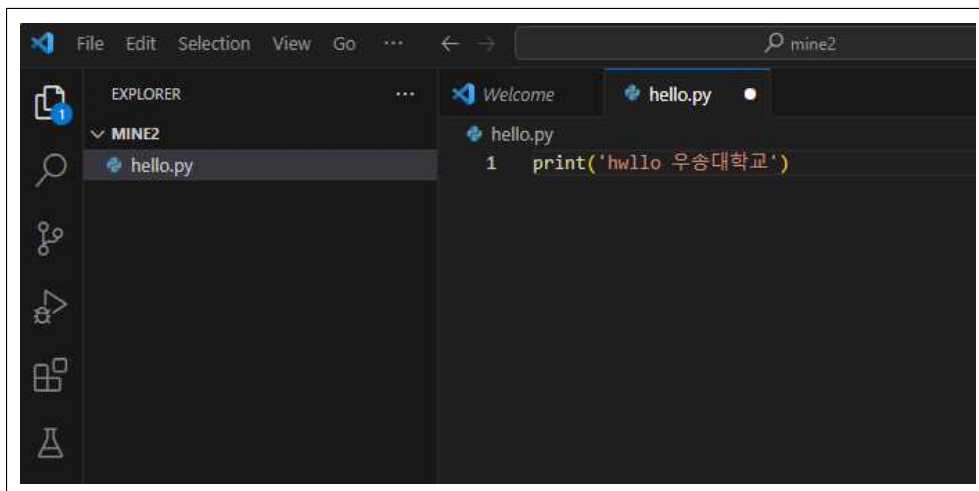 File Edit Selection View Go ··· ← → mine2
EXPLORER ···
Welcome hello.py ●
1
MINE2
hello.py
hello.py
1 print('hwllo 우송대학교')